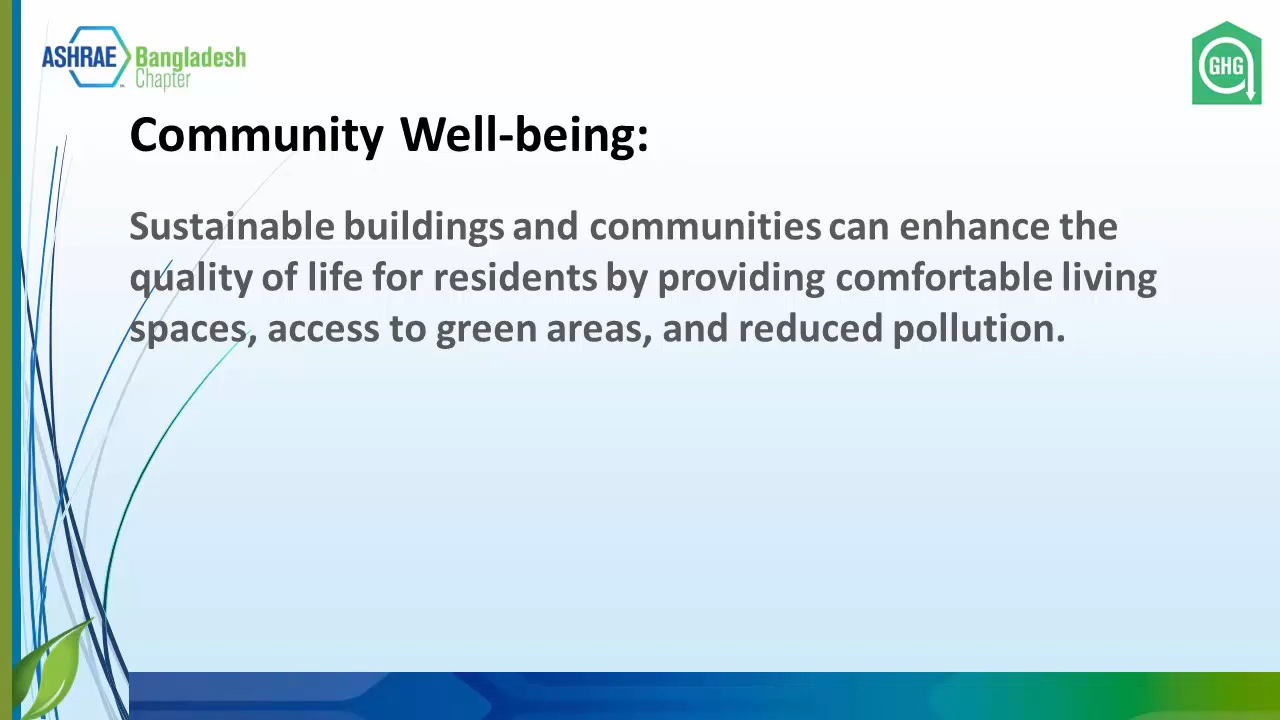 ASHRAE Bangladesh
Chapter
GHG
Community Well-being:
Sustainable buildings and communities can enhance the
quality of life for residents by providing comfortable living
spaces, access to green areas, and reduced pollution.